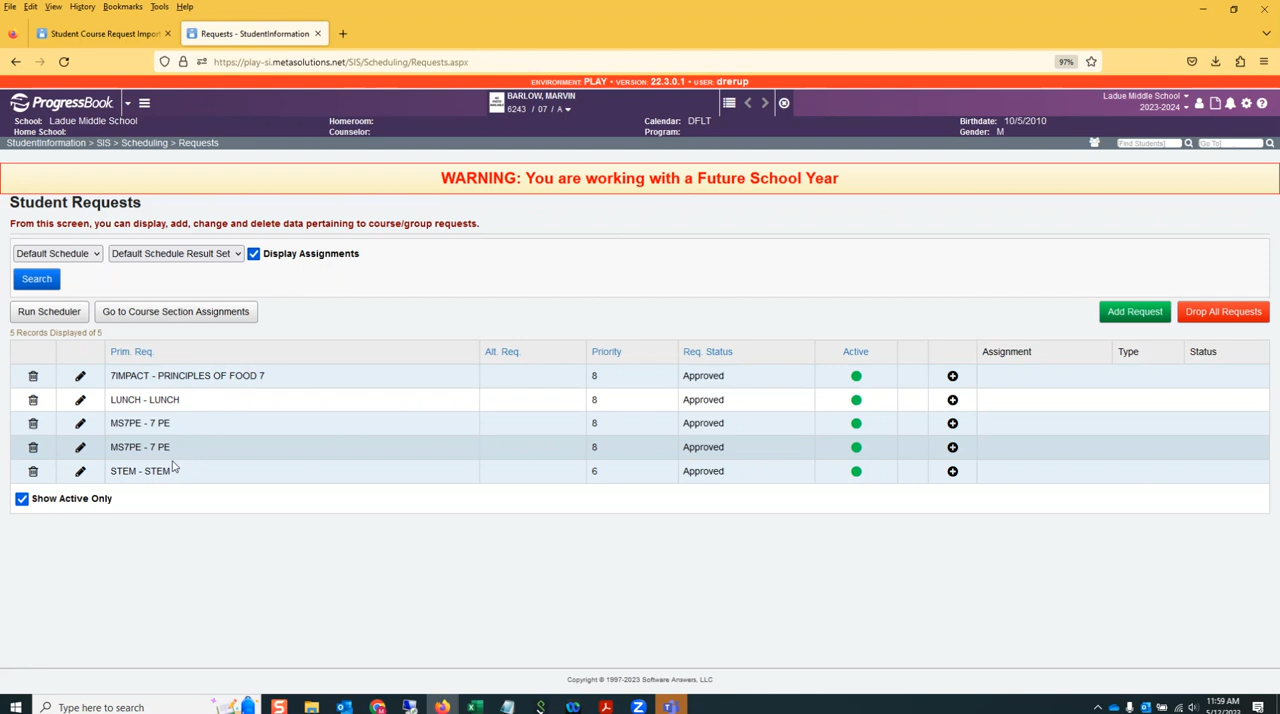 File Edit View History Bookmarks Tools Help
Student Course Request Impor × Requests - StudentInformation ×
https://play-si.metasolutions.net/SIS/Scheduling/Requests.aspx 97%
ENVIRONMENT: PLAY - VERSION: 22.3.0.1 - USER: drerup
ProgressBook BARLOW, MARVIN Ladue Middle School
6243 / 07 / A 2023-2024
School: Ladue Middle School Homeroom: Calendar: DFLT Birthdate: 10/5/2010
Home School: Counselor: Program: Gender: M
StudentInformation > SIS > Scheduling > Requests Find Students! Go To!
WARNING: You are working with a Future School Year
Student Requests
From this screen, you can display, add, change and delete data pertaining to course/group requests.
Default Schedule Default Schedule Result Set Display Assignments
Search
Run Scheduler Go to Course Section Assignments Add Request Drop All Requests
5 Records Displayed of 5
Prim. Req. Alt. Req. Priority Req. Status Active Assignment Type Status
7IMPACT - PRINCIPLES OF FOOD 7 8 Approved
LUNCH - LUNCH 8 Approved
MS7PE - 7 PE 8 Approved
MS7PE - 7 PE 8 Approved
STEM - STEM 6 Approved
Show Active Only
Copyright © 1997-2023 Software Answers, LLC
Type here to search 11:59 AM
5/12/2023